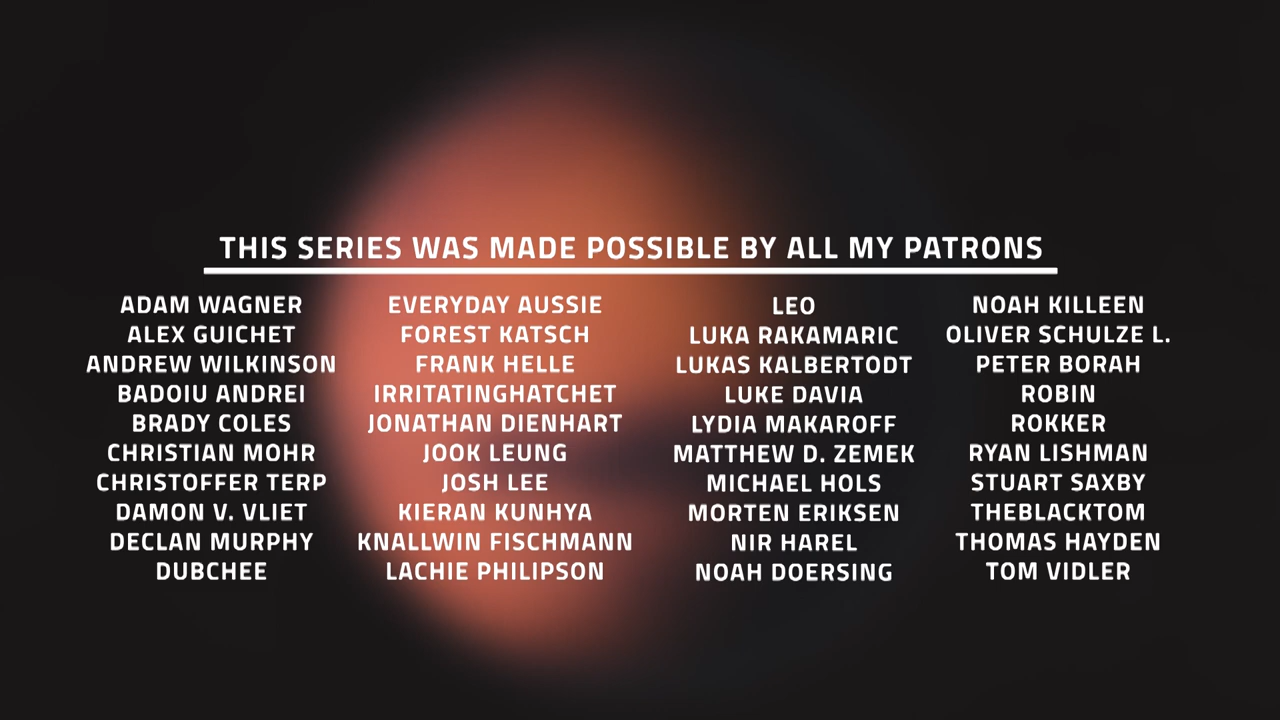 THIS SERIES WAS MADE POSSIBLE BY ALL MY PATRONS
ADAM WAGNER
ALEX GUICHET
ANDREW WILKINSON
BADOIU ANDREI
BRADY COLES
CHRISTIAN MOHR
CHRISTOFFER TERP
DAMON V. VLIET
DECLAN MURPHY
DUBCHEE
EVERYDAY AUSSIE
FOREST KATSCH
FRANK HELLE
IRRITATINGHATCHET
JONATHAN DIENHART
JOOK LEUNG
JOSH LEE
KIERAN KUNHYA
KNALLWIN FISCHMANN
LACHIE PHILIPSON
LEO
LUKA RAKAMARIC
LUKAS KALBERTODT
LUKE DAVIA
LYDIA MAKAROFF
MATTHEW D. ZEMEK
MICHAEL HOLS
MORTEN ERIKSEN
NIR HAREL
NOAH DOERSING
NOAH KILLEEN
OLIVER SCHULZE L.
PETER BORAH
ROBIN
ROKKER
RYAN LISHMAN
STUART SAXBY
THEBLACKTOM
THOMAS HAYDEN
TOM VIDLER